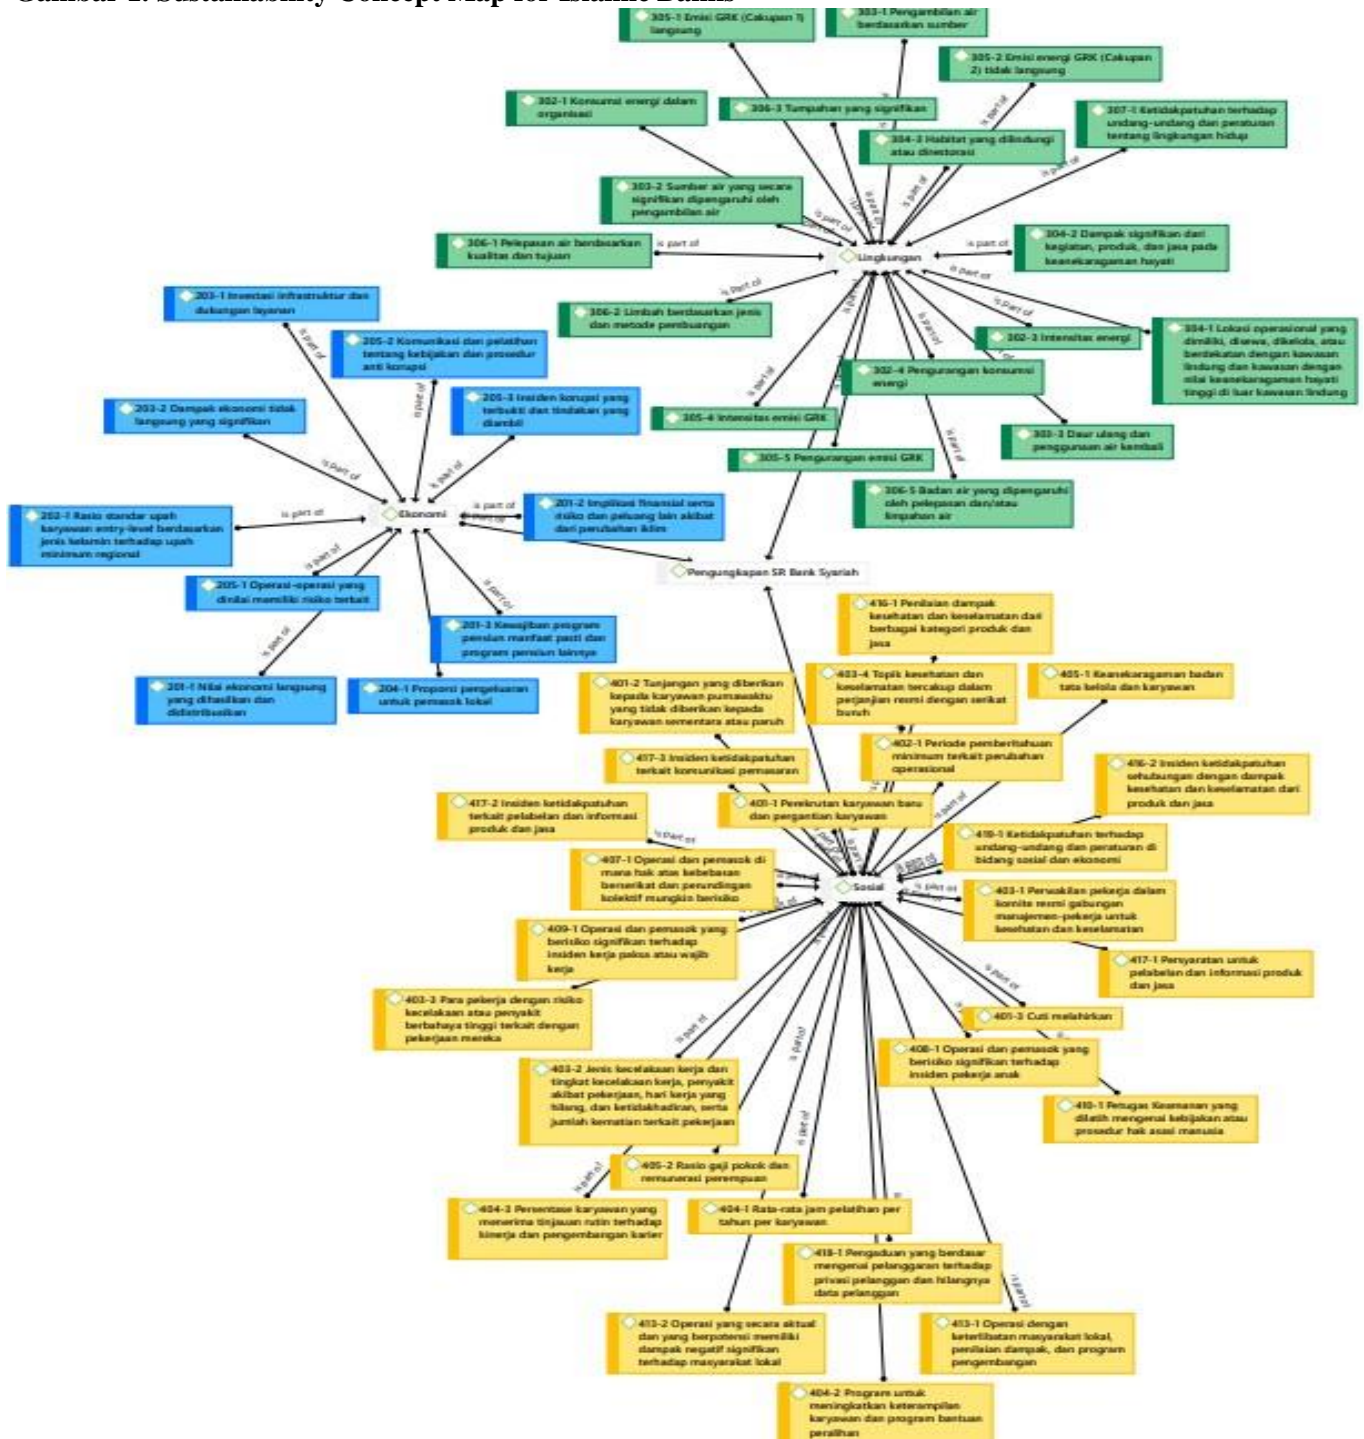 Gambar 1. Sustainability Concept Map for Islamic Banks
305-1 Emisi GRK (Cakupan 1)
langsung
303-1 Pengambilan air
berdasarkan sumber
305-2 Emisi energi GRK (Cakupan
2) tidak langsung
302-1 Konsumsi energi dalam
organisasi
306-3 Tumpahan yang signifikan
307-1 Ketidakpatuhan terhadap
undang-undang dan peraturan
tentang lingkungan hidup
304-3 Habitat yang dilindungi
atau direstorasi
303-2 Sumber air yang secara
signifikan dipengaruhi oleh
pengambilan air
306-1 Pelepasan air berdasarkan
kualitas dan tujuan
is part of
Lingkungan
is part of
304-2 Dampak signifikan dari
kegiatan, produk, dan jasa pada
keanekaragaman hayati
203-1 Investasi infrastruktur dan
dukungan layanan
306-2 Limbah berdasarkan jenis
dan metode pembuangan
302-3 Intensitas energi
304-1 Lokasi operasional yang
dimiliki, disewa, dikelola, atau
berdekatan dengan kawasan
lindung dan kawasan dengan
nilai keanekaragaman hayati
tinggi di luar kawasan lindung
205-2 Komunikasi dan pelatihan
tentang kebijakan dan prosedur
anti korupsi
302-4 Pengurangan konsumsi
energi
203-2 Dampak ekonomi tidak
langsung yang signifikan
205-3 Insiden korupsi yang
terbukti dan tindakan yang
diambil
305-4 Intensitas emisi GRK
303-3 Daur ulang dan
penggunaan air kembali
305-5 Pengurangan emisi GRK
306-5 Badan air yang dipengaruhi
oleh pelepasan dan/atau
limpahan air
202-1 Rasio standar upah
karyawan entry-level berdasarkan
jenis kelamin terhadap upah
minimum regional
is part of
Ekonomi
is part of
201-2 Implikasi finansial serta
risiko dan peluang lain akibat
dari perubahan iklim
Pengungkapan SR Bank Syariah
205-1 Operasi-operasi yang
dinilai memiliki risiko terkait
201-3 Kewajiban program
pensiun manfaat pasti dan
program pensiun lainnya
201-1 Nilai ekonomi langsung
yang dihasilkan dan
didistribusikan
204-1 Proporsi pengeluaran
untuk pemasok lokal
416-1 Penilaian dampak
kesehatan dan keselamatan dari
berbagai kategori produk dan
jasa
401-2 Tunjangan yang diberikan
kepada karyawan purnawaktu
yang tidak diberikan kepada
karyawan sementara atau paruh
403-4 Topik kesehatan dan
keselamatan tercakup dalam
perjanjian resmi dengan serikat
buruh
405-1 Keanekaragaman badan
tata kelola dan karyawan
402-1 Periode pemberitahuan
minimum terkait perubahan
operasional
417-3 Insiden ketidakpatuhan
terkait komunikasi pemasaran
416-2 Insiden ketidakpatuhan
sehubungan dengan dampak
kesehatan dan keselamatan dari
produk dan jasa
417-2 Insiden ketidakpatuhan
terkait pelabelan dan informasi
produk dan jasa
401-1 Perekrutan karyawan baru
dan pergantian karyawan
419-1 Ketidakpatuhan terhadap
undang-undang dan peraturan di
bidang sosial dan ekonomi
407-1 Operasi dan pemasok di
mana hak atas kebebasan
berserikat dan perundingan
kolektif mungkin berisiko
Sosial
is part of
403-1 Perwakilan pekerja dalam
komite resmi gabungan
manajemen-pekerja untuk
kesehatan dan keselamatan
409-1 Operasi dan pemasok yang
berisiko signifikan terhadap
insiden kerja paksa atau wajib
kerja
417-1 Persyaratan untuk
pelabelan dan informasi produk
dan jasa
403-3 Para pekerja dengan risiko
kecelakaan atau penyakit
berbahaya tinggi terkait dengan
pekerjaan mereka
401-3 Cuti melahirkan
408-1 Operasi dan pemasok yang
berisiko signifikan terhadap
insiden pekerja anak
403-2 Jenis kecelakaan kerja dan
tingkat kecelakaan kerja, penyakit
akibat pekerjaan, hari kerja yang
hilang, dan ketidakhadiran, serta
jumlah kematian terkait pekerjaan
410-1 Petugas Keamanan yang
dilatih mengenai kebijakan atau
prosedur hak asasi manusia
405-2 Rasio gaji pokok dan
remunerasi perempuan
404-3 Persentase karyawan yang
menerima tinjauan rutin terhadap
kinerja dan pengembangan karier
404-1 Rata-rata jam pelatihan per
tahun per karyawan
418-1 Pengaduan yang berdasar
mengenai pelanggaran terhadap
privasi pelanggan dan hilangnya
data pelanggan
413-2 Operasi yang secara aktual
dan yang berpotensi memiliki
dampak negatif signifikan
terhadap masyarakat lokal
413-1 Operasi dengan
keterlibatan masyarakat lokal,
penilaian dampak, dan program
pengembangan
404-2 Program untuk
meningkatkan keterampilan
karyawan dan program bantuan
peralihan